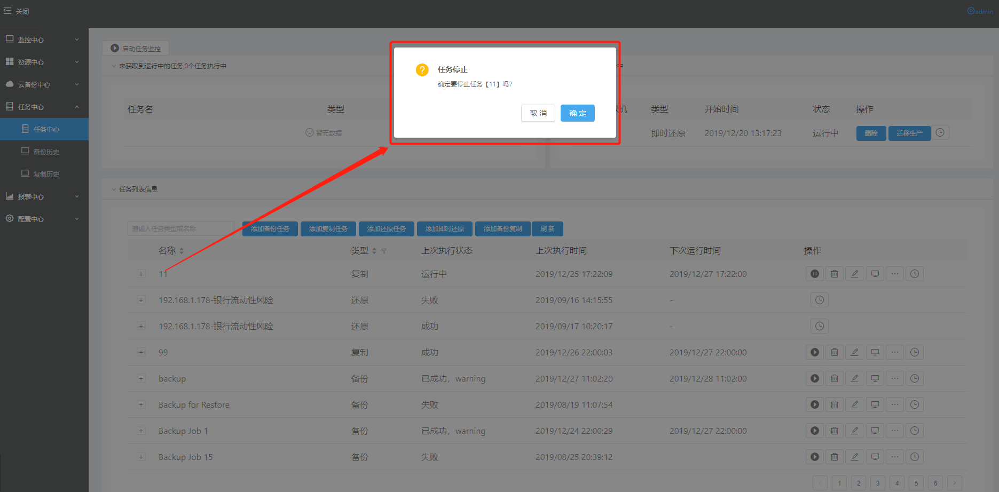 关闭
admin
监控中心
资源中心
云备份中心
任务中心
任务中心
备份历史
复制历史
报表中心
配置中心
启动任务监控
未获取到运行中的任务,0个任务执行中
任务名 类型
暂无数据
任务停止
确定要停止任务【11】吗?
取 消 确 定
中
机 类型 开始时间 状态 操作
即时还原 2019/12/20 13:17:23 运行中 删除 迁移生产
任务列表信息
请输入任务类型或名称 添加备份任务 添加复制任务 添加还原任务 添加即时还原 添加备份复制 刷 新
名称 类型 上次执行状态 上次执行时间 下次运行时间 操作
+ 11 复制 运行中 2019/12/25 17:22:09 2019/12/27 17:22:00 ···
+ 192.168.1.178-银行流动性风险 还原 失败 2019/09/16 14:15:55 -
+ 192.168.1.178-银行流动性风险 还原 成功 2019/09/17 10:20:17 -
+ 99 复制 成功 2019/12/26 22:00:03 2019/12/27 22:00:00 ···
+ backup 备份 已成功，warning 2019/12/27 11:02:20 2019/12/28 11:02:00 ···
+ Backup for Restore 备份 失败 2019/08/19 11:07:54 ···
+ Backup Job 1 备份 已成功，warning 2019/12/24 22:00:29 2019/12/27 22:00:00 ···
+ Backup Job 15 备份 失败 2019/08/25 20:39:12 ···
< 1 2 3 4 5 6 >